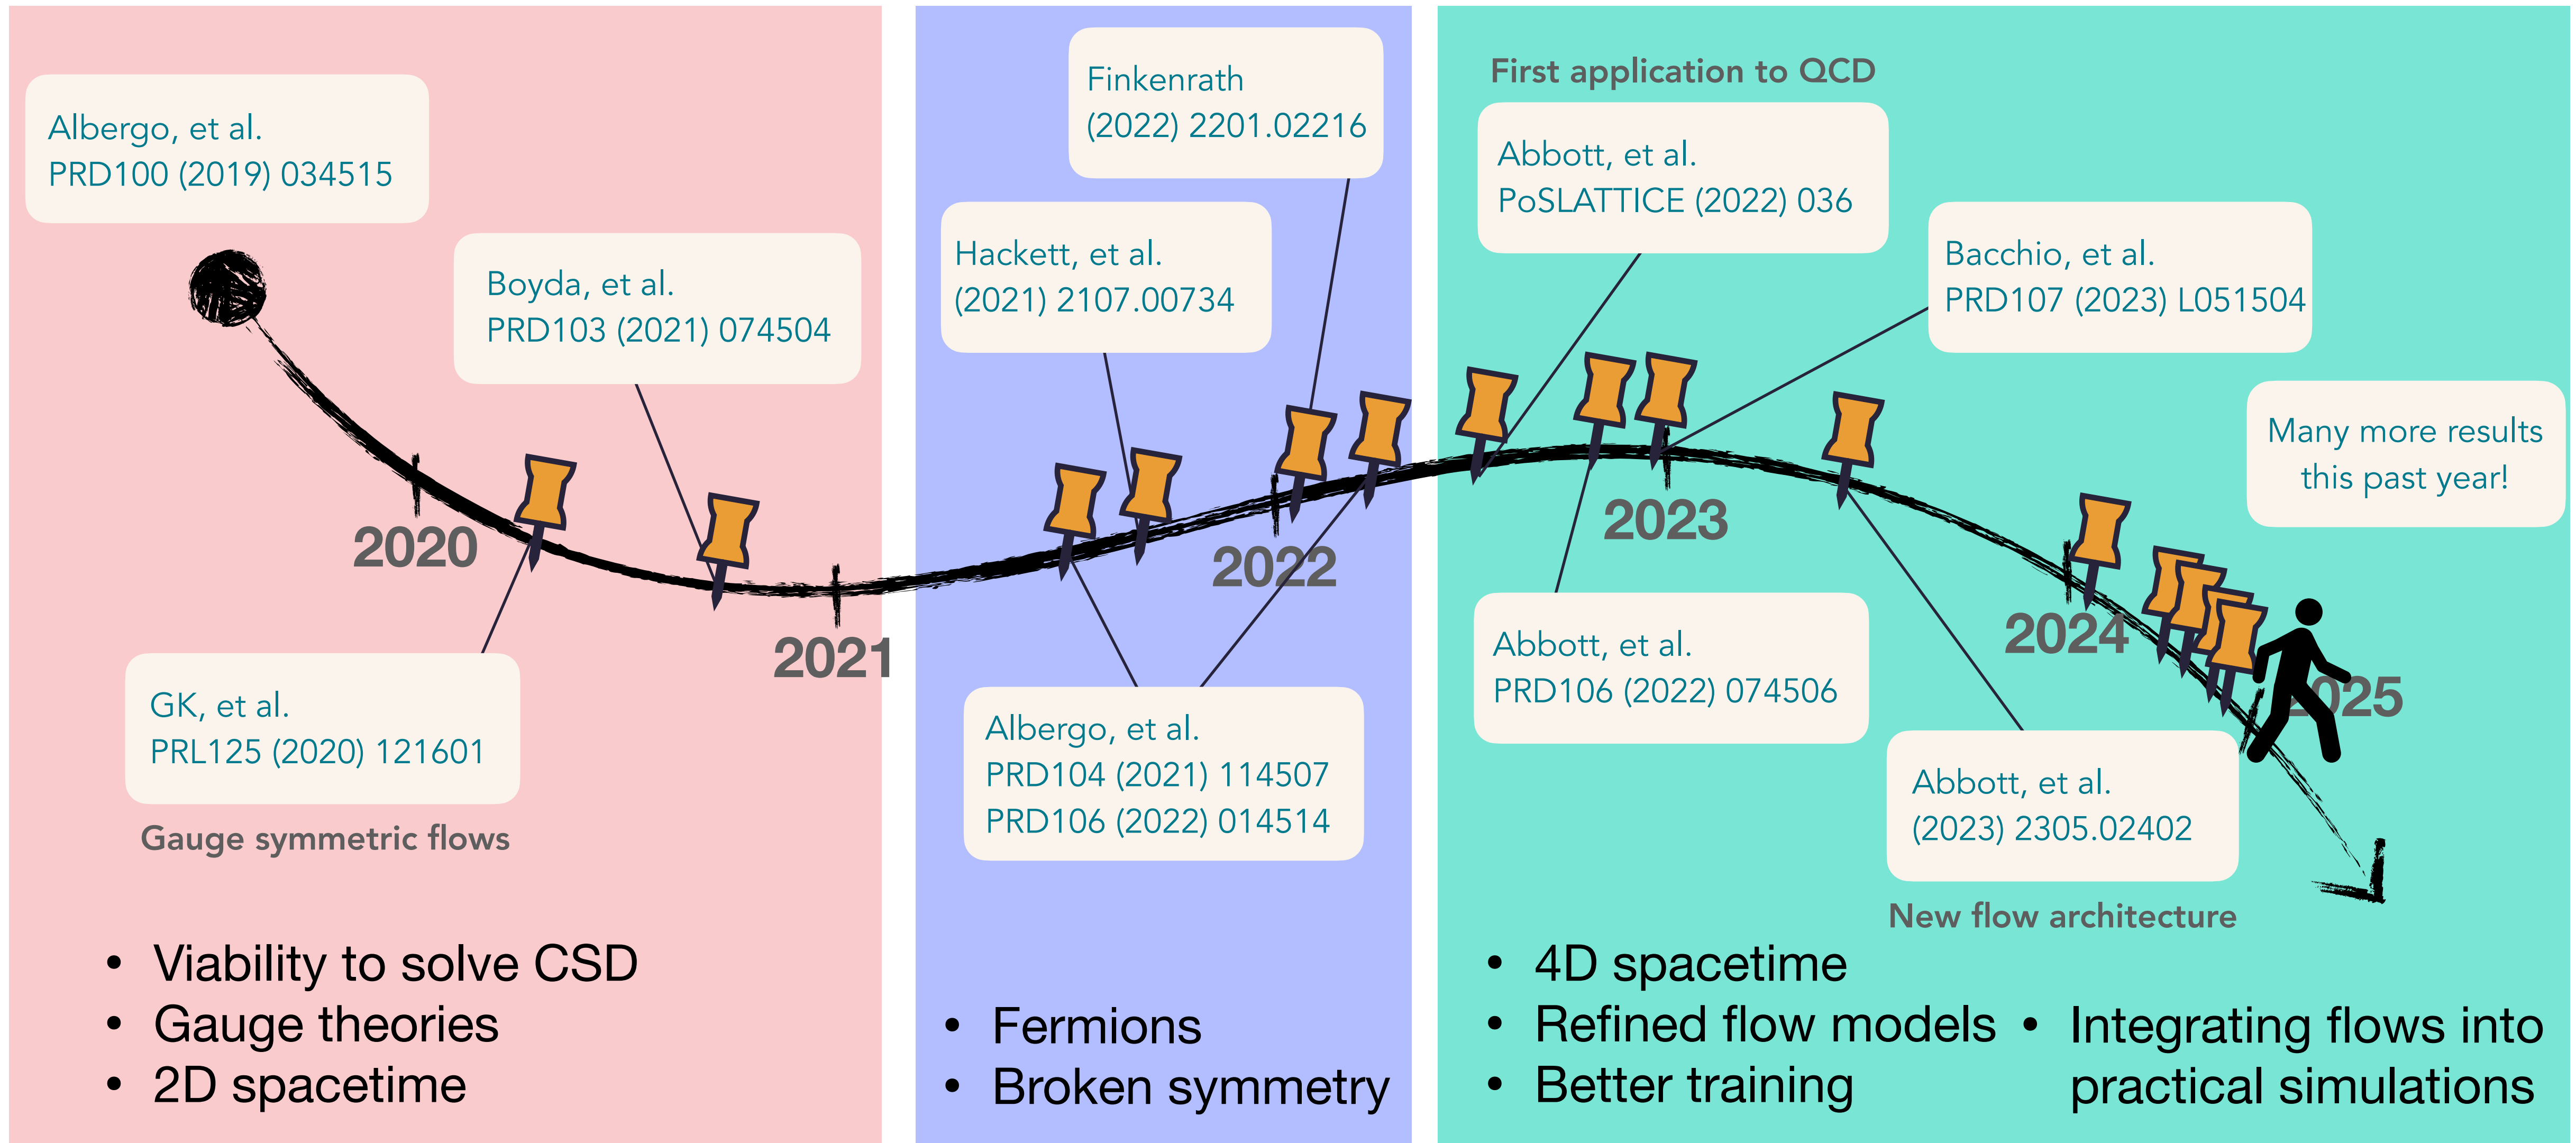 Albergo, et al.
PRD100 (2019) 034515
Boyda, et al.
PRD103 (2021) 074504
2020
2021
GK, et al.
PRL125 (2020) 121601
Gauge symmetric flows
• Viability to solve CSD
• Gauge theories
• 2D spacetime
Finkenrath
(2022) 2201.02216
Hackett, et al.
(2021) 2107.00734
2022
Albergo, et al.
PRD104 (2021) 114507
PRD106 (2022) 014514
• Fermions
• Broken symmetry
First application to QCD
Abbott, et al.
PoSLATTICE (2022) 036
Bacchio, et al.
PRD107 (2023) L051504
Many more results
this past year!
2023
2024
2025
Abbott, et al.
PRD106 (2022) 074506
Abbott, et al.
(2023) 2305.02402
New flow architecture
• 4D spacetime
• Refined flow models
• Better training
• Integrating flows into
practical simulations